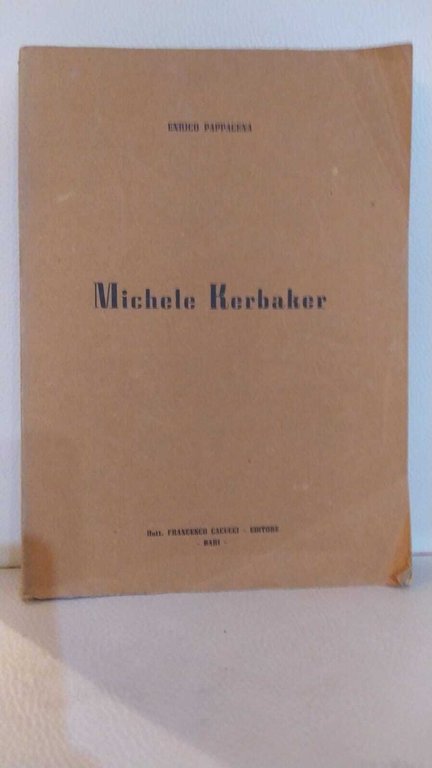 ENRICO PAPPACENA
Michele Kerbaker
Dott. FRANCESCO CACUCCI - EDITORE
- BARI -